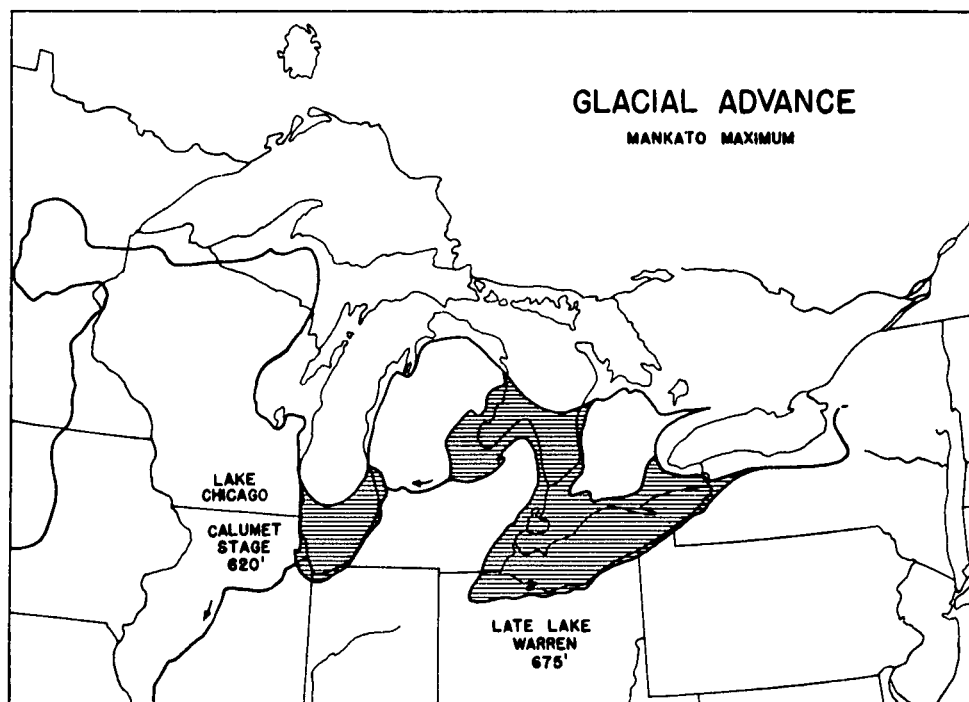 GLACIAL ADVANCE
MANKATO MAXIMUM
LAKE
CHICAGO
CALUMET
STAGE
620'
LATE LAKE
WARREN
675'